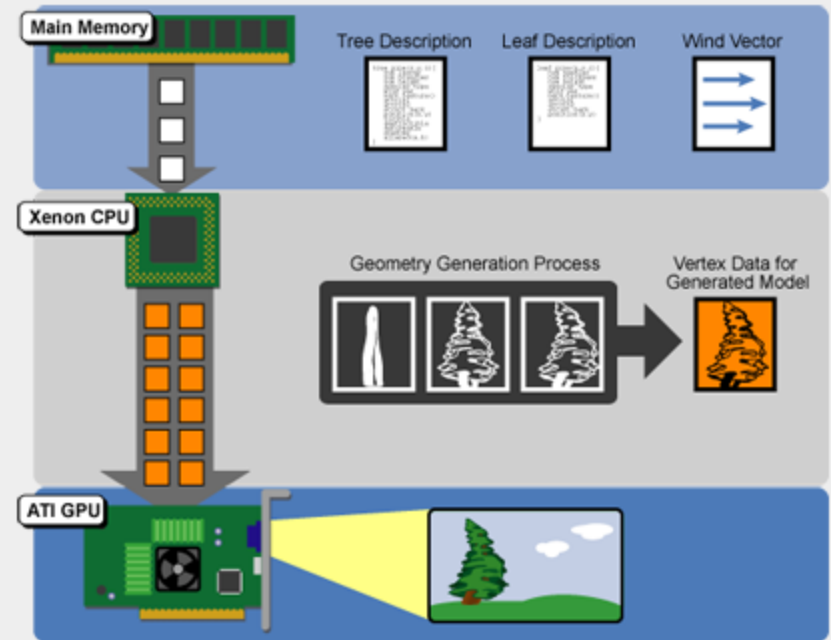 Main Memory
Tree Description
Leaf Description
Wind Vector
Xenon CPU
Geometry Generation Process
Vertex Data for
Generated Model
ATI GPU